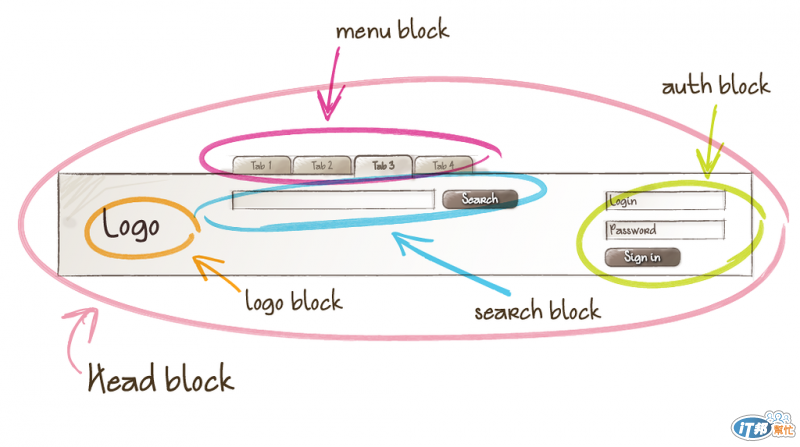 menu block
auth block
Tab 1
Tab 2
Tab 3
Tab 4
Search
Login
Logo
Password
Sign in
logo block
search block
Head block
iT邦幫忙